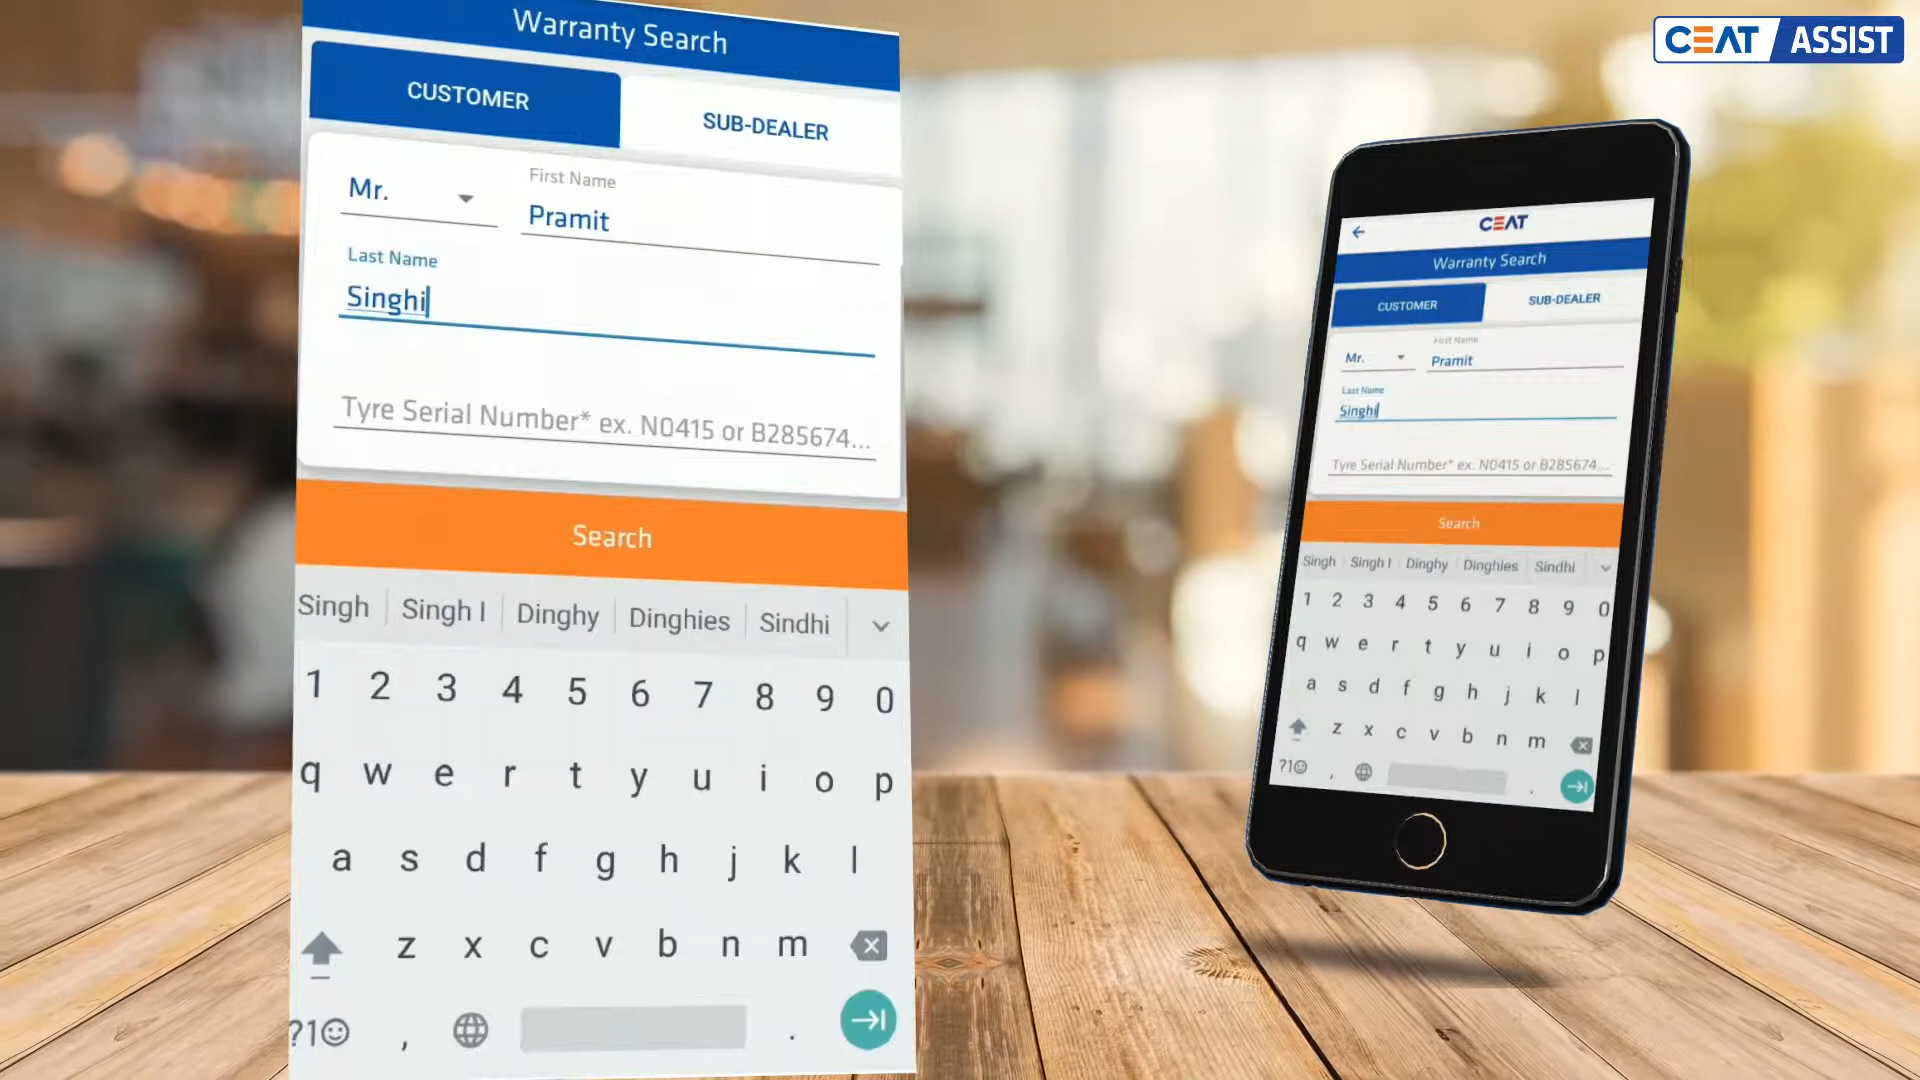 CEAT ASSIST
Warranty Search
CUSTOMER SUB-DEALER
First Name
Mr. Pramit
Last Name
Singhi
Tyre Serial Number* ex. N0415 or B285674...
Search
Singh Singh I Dinghy Dinghies Sindhi
1 2 3 4 5 6 7 8 9 0
q w e r t y u i o p
a s d f g h j k l
z x c v b n m
?1☺ , .
CEAT
Warranty Search
CUSTOMER SUB-DEALER
First Name
Mr. Pramit
Last Name
Singhi
Tyre Serial Number* ex. N0415 or B285674...
Search
Singh Singh I Dinghy Dinghies Sindhi
1 2 3 4 5 6 7 8 9 0
q w e r t y u i o p
a s d f g h j k l
z x c v b n m
?1☺ , .